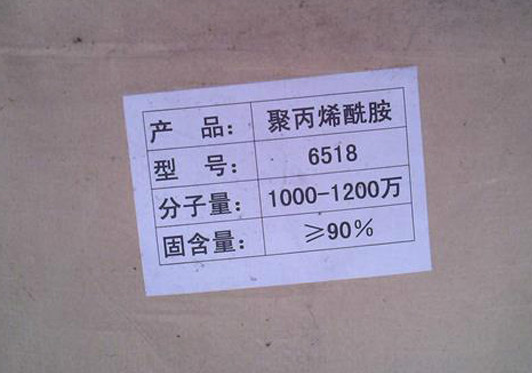 产 品： 聚丙烯酰胺
型 号： 6518
分子量： 1000-1200万
固含量： ≥90%